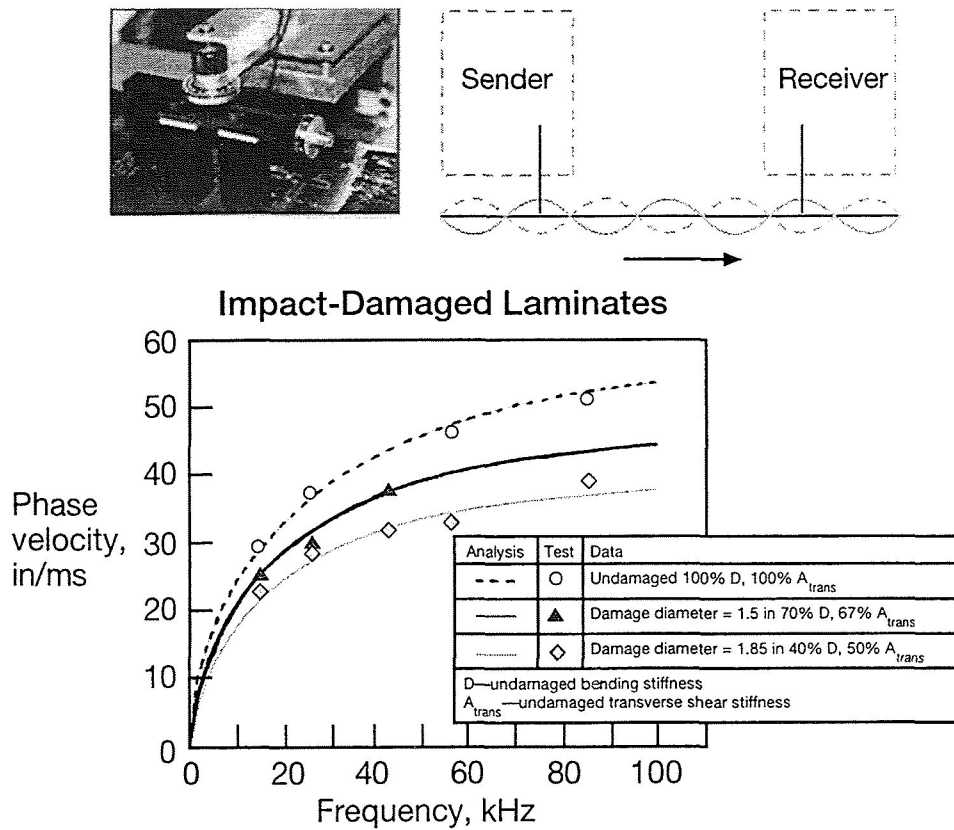 Sender
Receiver
Impact-Damaged Laminates
60
50
40
30
20
10
0
Phase
velocity,
in/ms
Analysis Test Data
Undamaged 100% D, 100% A_trans
Damage diameter = 1.5 in 70% D, 67% A_trans
Damage diameter = 1.85 in 40% D, 50% A_trans
D—undamaged bending stiffness
A_trans—undamaged transverse shear stiffness
0 20 40 60 80 100
Frequency, kHz